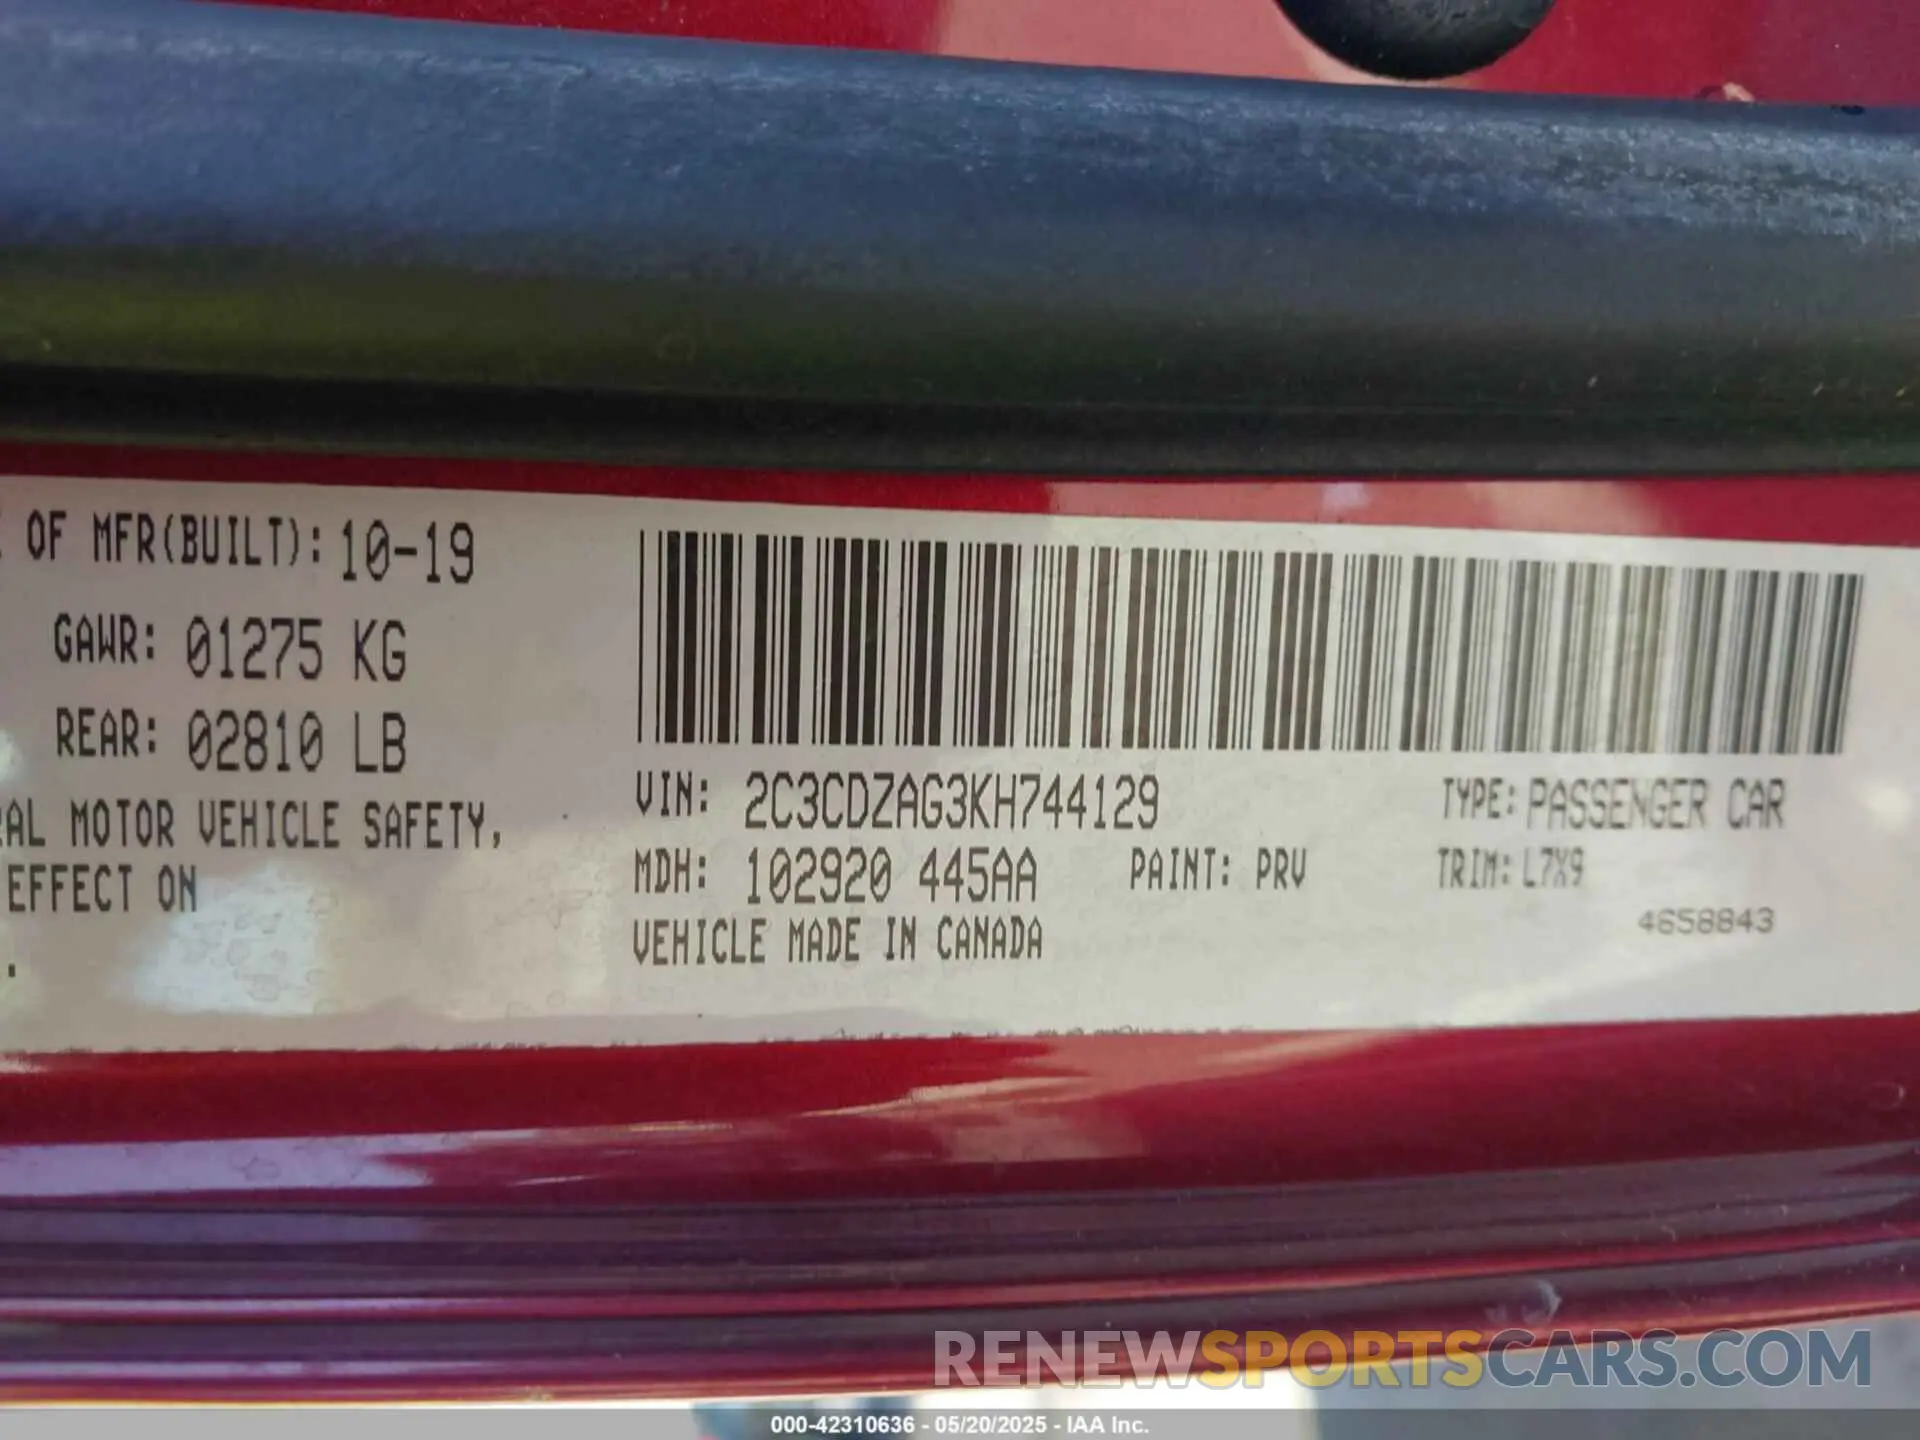 OF MFR(BUILT): 10-19
GAWR: 01275 KG
REAR: 02810 LB
RAL MOTOR VEHICLE SAFETY,
EFFECT ON
.
VIN: 2C3CDZAG3KH744129
TYPE: PASSENGER CAR
MDH: 102920 445AA
PAINT: PRV
TRIM: L7X9
VEHICLE MADE IN CANADA
4658843
RENEWSPORTSCARS.COM
000-42310636 - 05/20/2025 - IAA Inc.